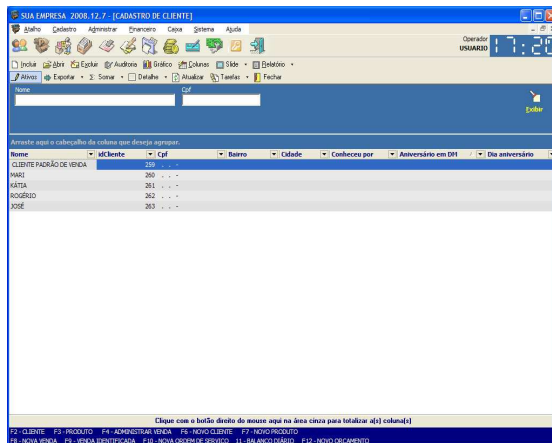 SUA EMPRESA 2008.12.7 - [CADASTRO DE CLIENTE]
Atalho Cadastro Administrar Financeiro Caixa Sistema Ajuda
Operador
USUARIO
17:20
Incluir Abrir Excluir Auditoria Gráfico Colunas Slide Relatório
Ativos Exportar Σ Somar Detalhe Atualizar Tarefas Fechar
Nome Cpf
Exibir
Arraste aqui o cabeçalho da coluna que deseja agrupar.
Nome idCliente Cpf Bairro Cidade Conheceu por Aniversário em DM Dia aniversário
CLIENTE PADRÃO DE VENDA 259 . . -
MARI 260 . . -
KÁTIA 261 . . -
ROGÉRIO 262 . . -
JOSÉ 263 . . -
Clique com o botão direito do mouse aqui na área cinza para totalizar a(s) coluna(s)
F2 - CLIENTE F3 - PRODUTO F4 - ADMINISTRAR VENDA F6 - NOVO CLIENTE F7 - NOVO PRODUTO
F8 - NOVA VENDA F9 - VENDA IDENTIFICADA F10 - NOVA ORDEM DE SERVICO 11 - BALANCO DIÁRIO F12 - NOVO ORCAMENTO